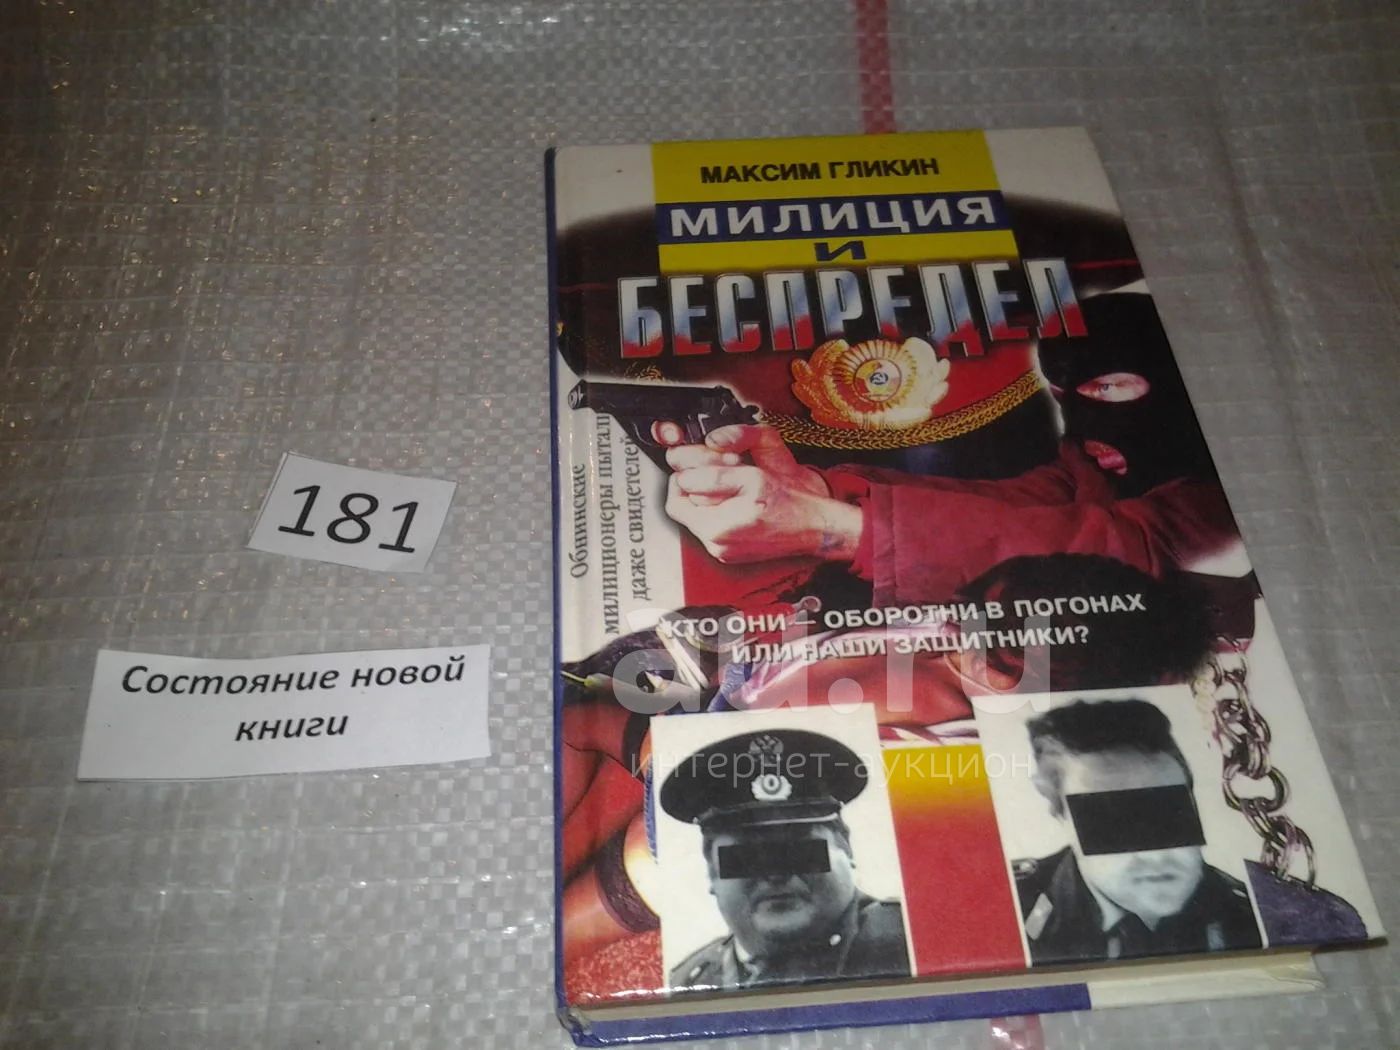 МАКСИМ ГЛИКИН
МИЛИЦИЯ
И
БЕСПРЕДЕЛ
Обнинские
милиционеры пытали
даже свидетелей
КТО ОНИ — ОБОРОТНИ В ПОГОНАХ
ИЛИ НАШИ ЗАЩИТНИКИ?
181
Состояние новой
книги
au.ru
интернет-аукцион